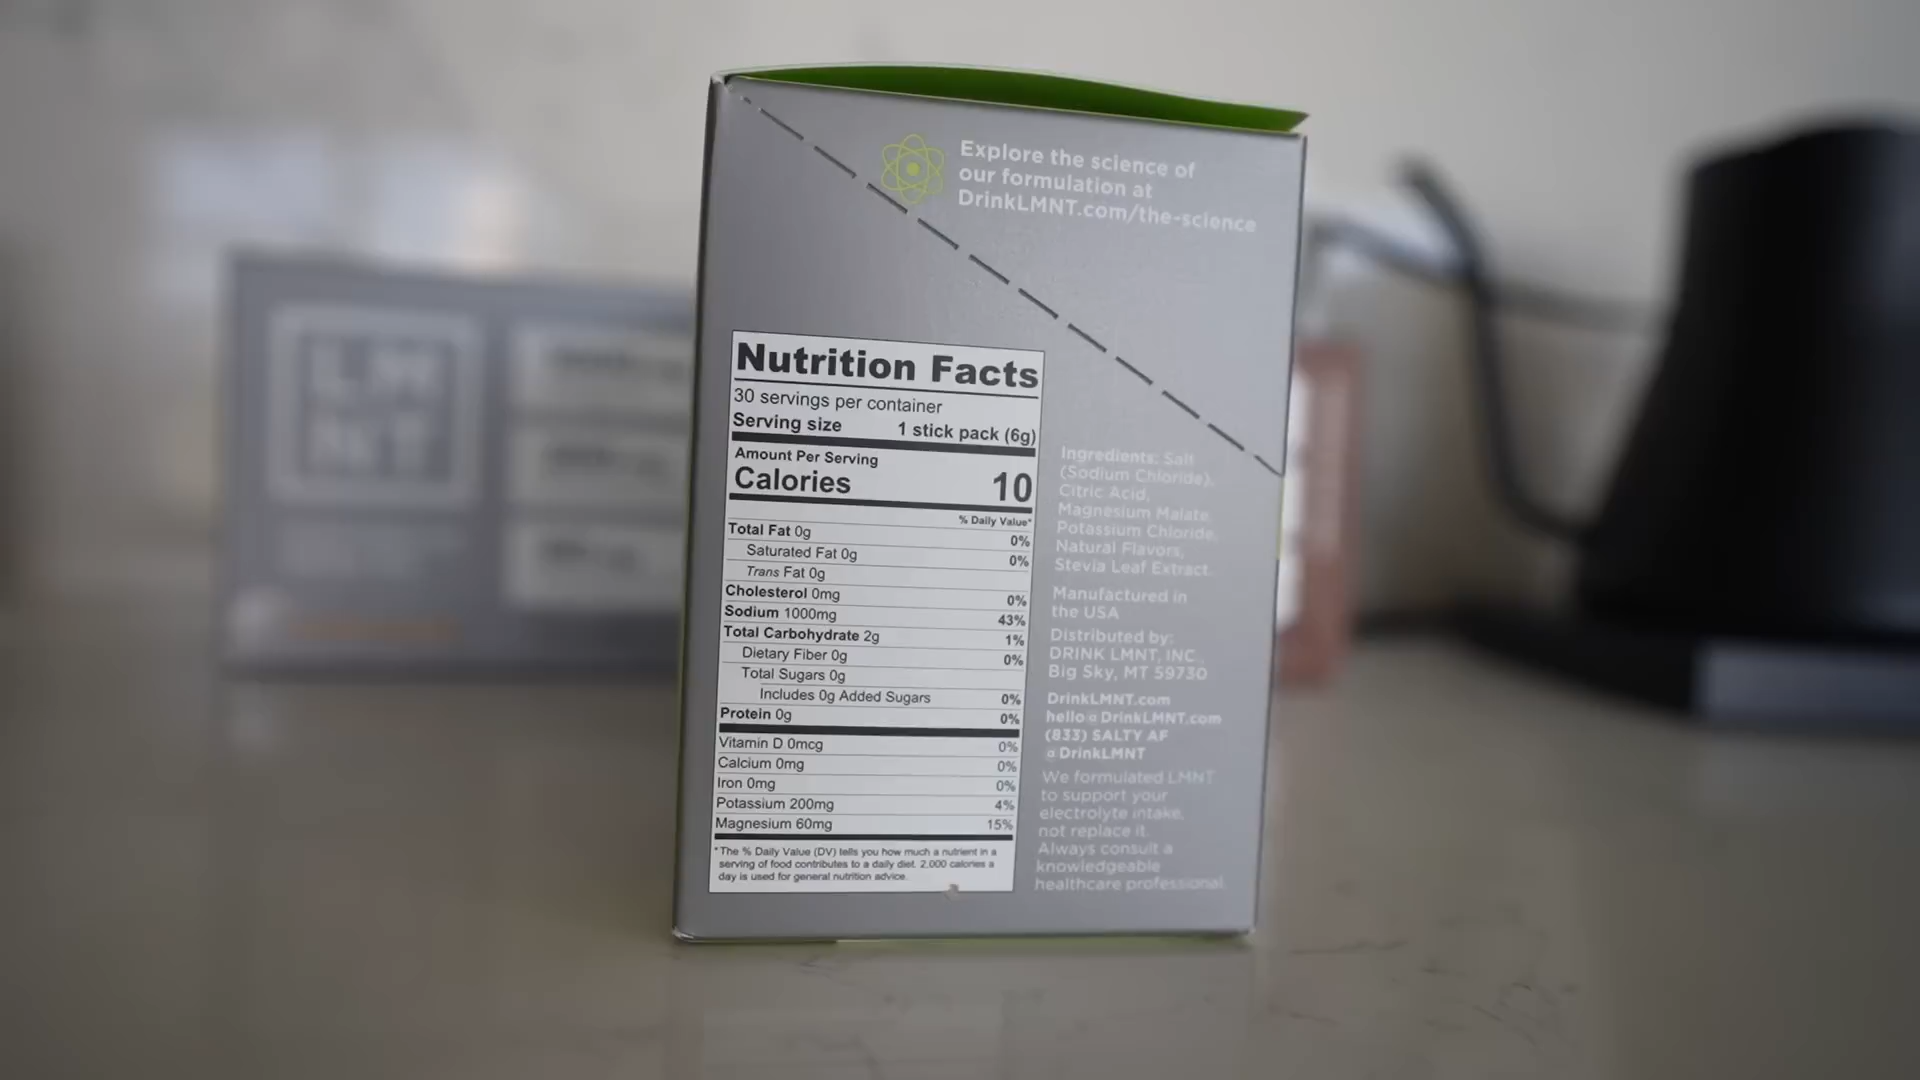 Explore the science of
our formulation at
DrinkLMNT.com/the-science
Nutrition Facts
30 servings per container
Serving size 1 stick pack (6g)
Amount Per Serving
Calories 10
% Daily Value*
Total Fat 0g 0%
Saturated Fat 0g 0%
Trans Fat 0g
Cholesterol 0mg 0%
Sodium 1000mg 43%
Total Carbohydrate 2g 1%
Dietary Fiber 0g 0%
Total Sugars 0g
Includes 0g Added Sugars 0%
Protein 0g 0%
Vitamin D 0mcg 0%
Calcium 0mg 0%
Iron 0mg 0%
Potassium 200mg 4%
Magnesium 60mg 15%
*The % Daily Value (DV) tells you how much a nutrient in a
serving of food contributes to a daily diet. 2,000 calories a
day is used for general nutrition advice.
Ingredients: Salt
(Sodium Chloride),
Citric Acid,
Magnesium Malate,
Potassium Chloride,
Natural Flavors,
Stevia Leaf Extract.
Manufactured in
the USA
Distributed by:
DRINK LMNT, INC.,
Big Sky, MT 59730
DrinkLMNT.com
hello@DrinkLMNT.com
(833) SALTY AF
@DrinkLMNT
We formulated LMNT
to support your
electrolyte intake,
not replace it.
Always consult a
knowledgeable
healthcare professional.
LM
NT